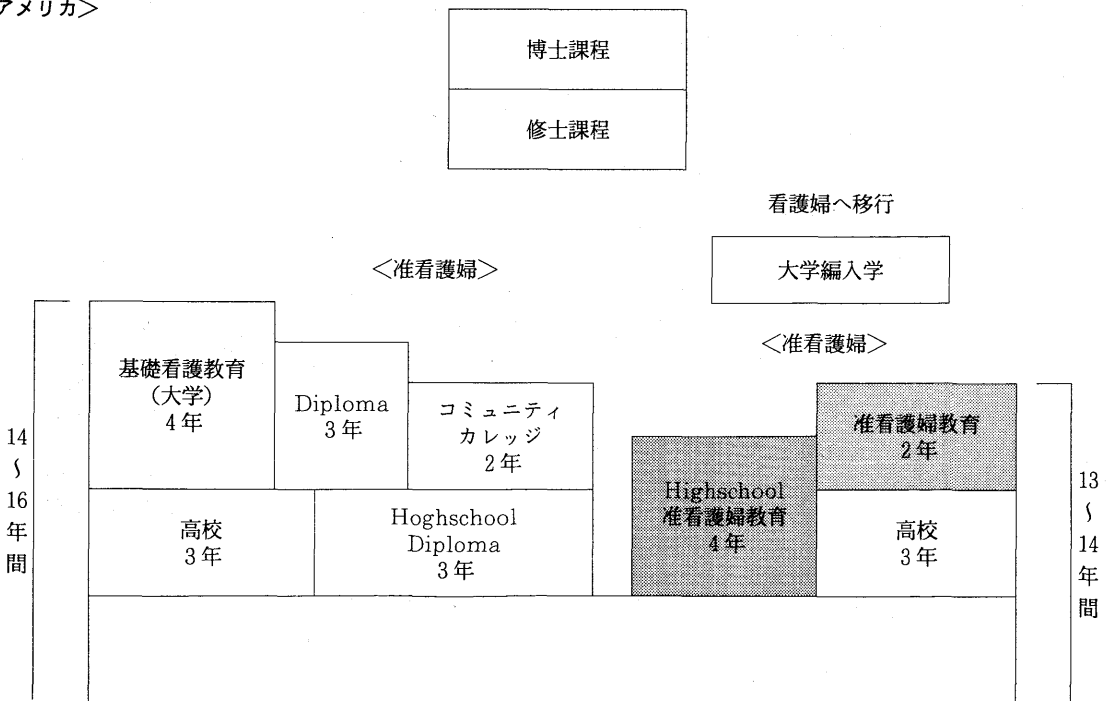 アメリカ>
博士課程
修士課程
看護婦へ移行
大学編入学
<准看護婦>
<准看護婦>
基礎看護教育
(大学)
4年
Diploma
3年
コミュニティ
カレッジ
2年
Highschool
准看護婦教育
4年
准看護婦教育
2年
高校
3年
Hoghschool
Diploma
3年
高校
3年
14
〜
16
年
間
13
〜
14
年
間